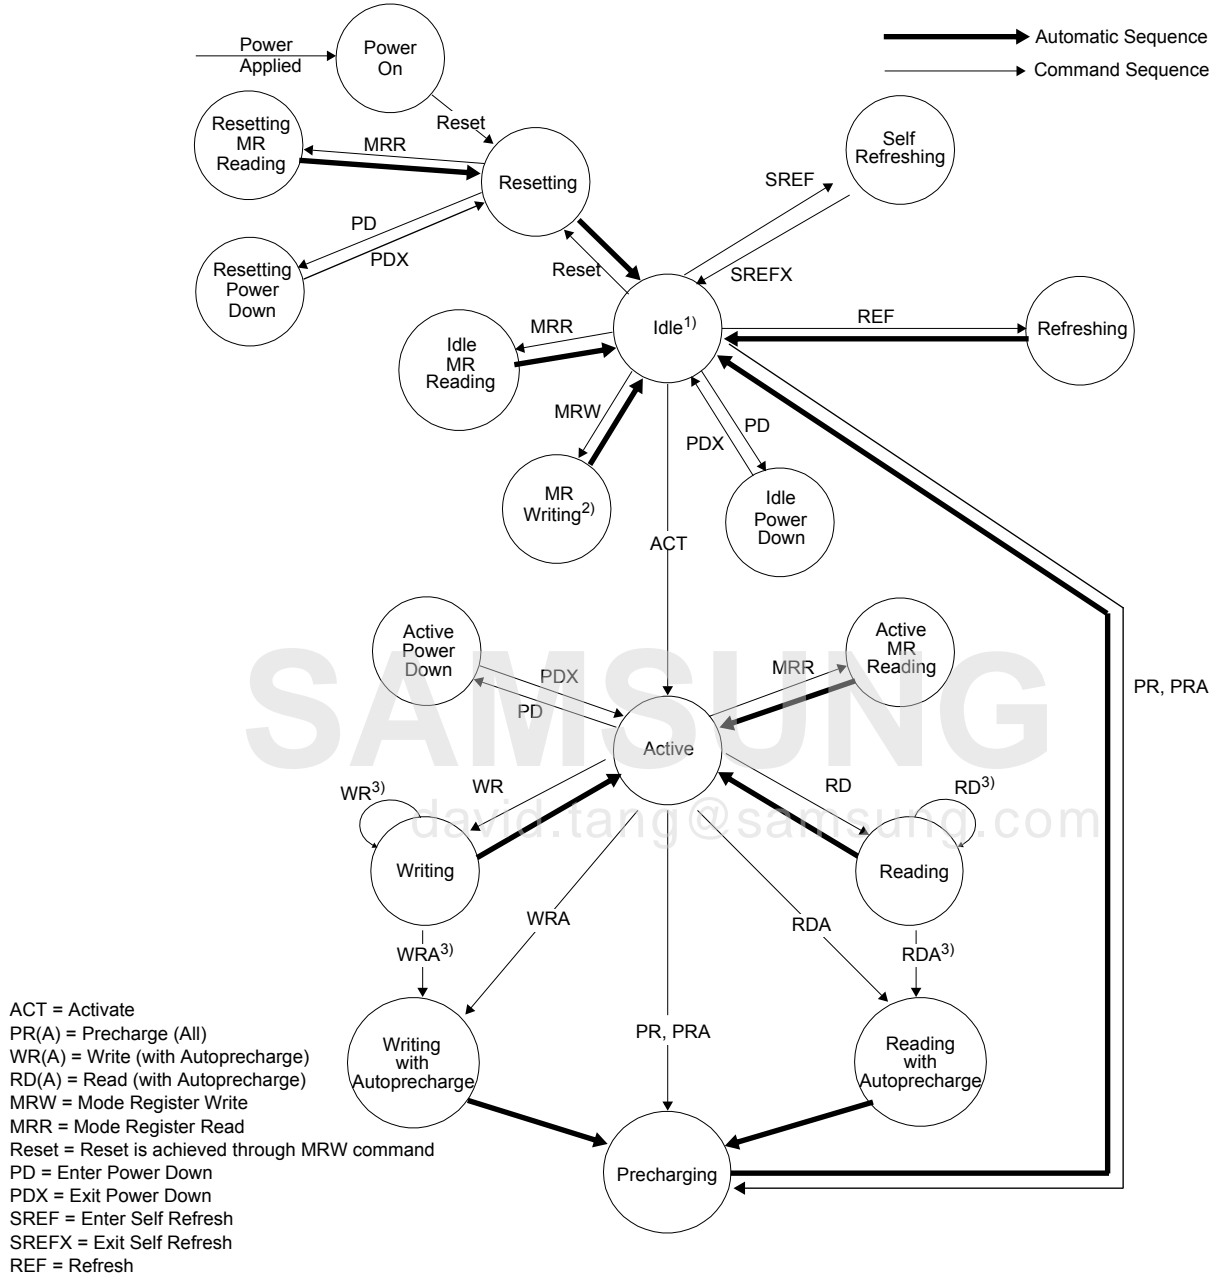 Power
Applied
Power
On
Automatic Sequence
Command Sequence
Reset
Resetting
MR
Reading
MRR
Resetting
Self
Refreshing
SREF
PD
PDX
Resetting
Power
Down
Reset
SREFX
Idle1)
REF
Refreshing
MRR
Idle
MR
Reading
MRW
PD
PDX
MR
Writing2)
Idle
Power
Down
ACT
Active
Power
Down
Active
MR
Reading
PDX
MRR
PD
PR, PRA
SAMSUNG
Active
WR
RD
WR3)
RD3)
david.tang@samsung.com
Writing
Reading
WRA
RDA
WRA3)
RDA3)
Writing
with
Autoprecharge
PR, PRA
Reading
with
Autoprecharge
Precharging
ACT = Activate
PR(A) = Precharge (All)
WR(A) = Write (with Autoprecharge)
RD(A) = Read (with Autoprecharge)
MRW = Mode Register Write
MRR = Mode Register Read
Reset = Reset is achieved through MRW command
PD = Enter Power Down
PDX = Exit Power Down
SREF = Enter Self Refresh
SREFX = Exit Self Refresh
REF = Refresh